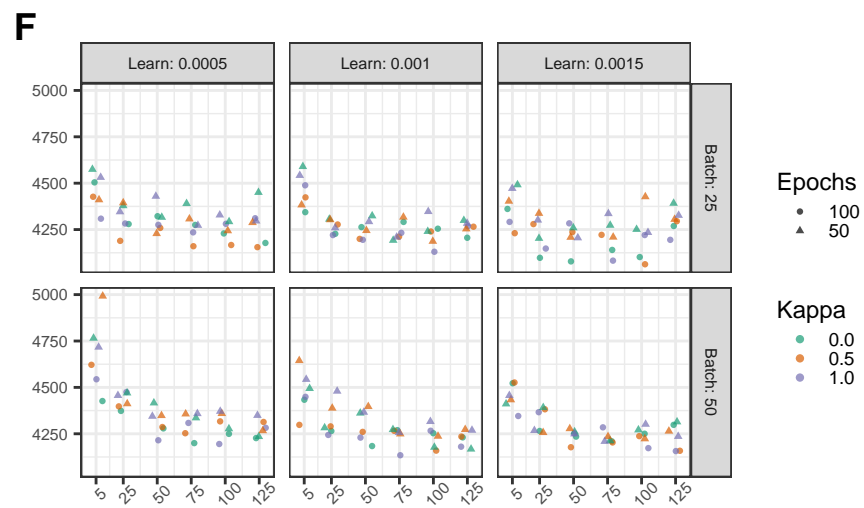 F
Learn: 0.0005
Learn: 0.001
Learn: 0.0015
5000
4750
4500
4250
Batch: 25
5000
4750
4500
4250
Batch: 50
5 25 50 75 100 125
5 25 50 75 100 125
5 25 50 75 100 125
Epochs
100
50
Kappa
0.0
0.5
1.0